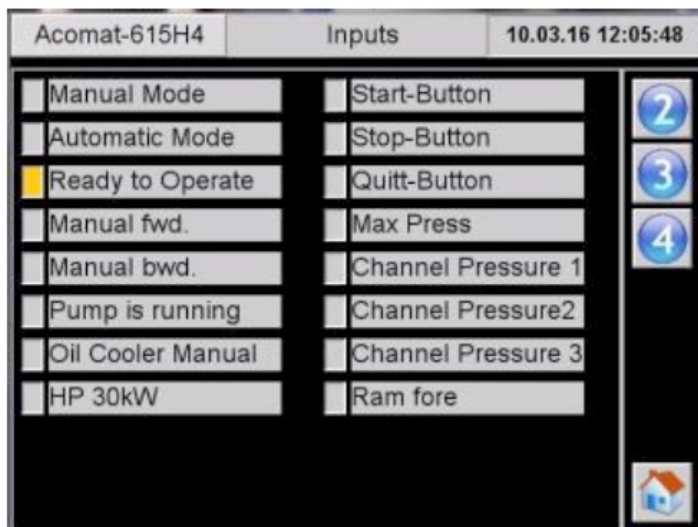 Acomat-615H4 Inputs 10.03.16 12:05:48
Manual Mode Start-Button
Automatic Mode Stop-Button
Ready to Operate Quitt-Button
Manual fwd. Max Press
Manual bwd. Channel Pressure 1
Pump is running Channel Pressure2
Oil Cooler Manual Channel Pressure 3
HP 30kW Ram fore
2
3
4